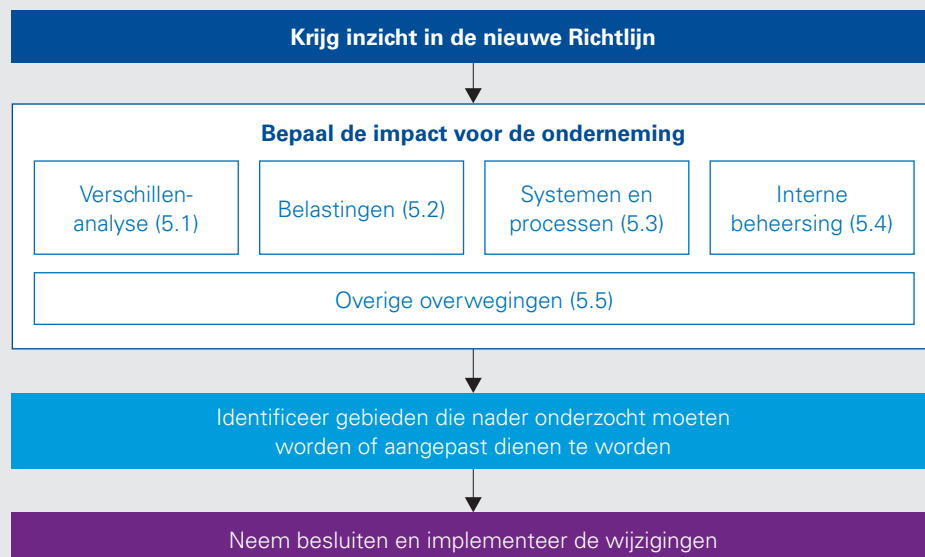 Krijg inzicht in de nieuwe Richtlijn
Bepaal de impact voor de onderneming
Verschillen-
analyse (5.1)
Belastingen (5.2)
Systemen en
processen (5.3)
Interne
beheersing (5.4)
Overige overwegingen (5.5)
Identificeer gebieden die nader onderzocht moeten
worden of aangepast dienen te worden
Neem besluiten en implementeer de wijzigingen